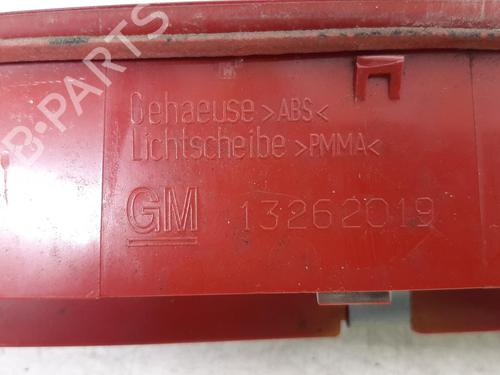 B-Parts
Gehaeuse >ABS<
Lichtscheibe >PMMA<
GM 13262019